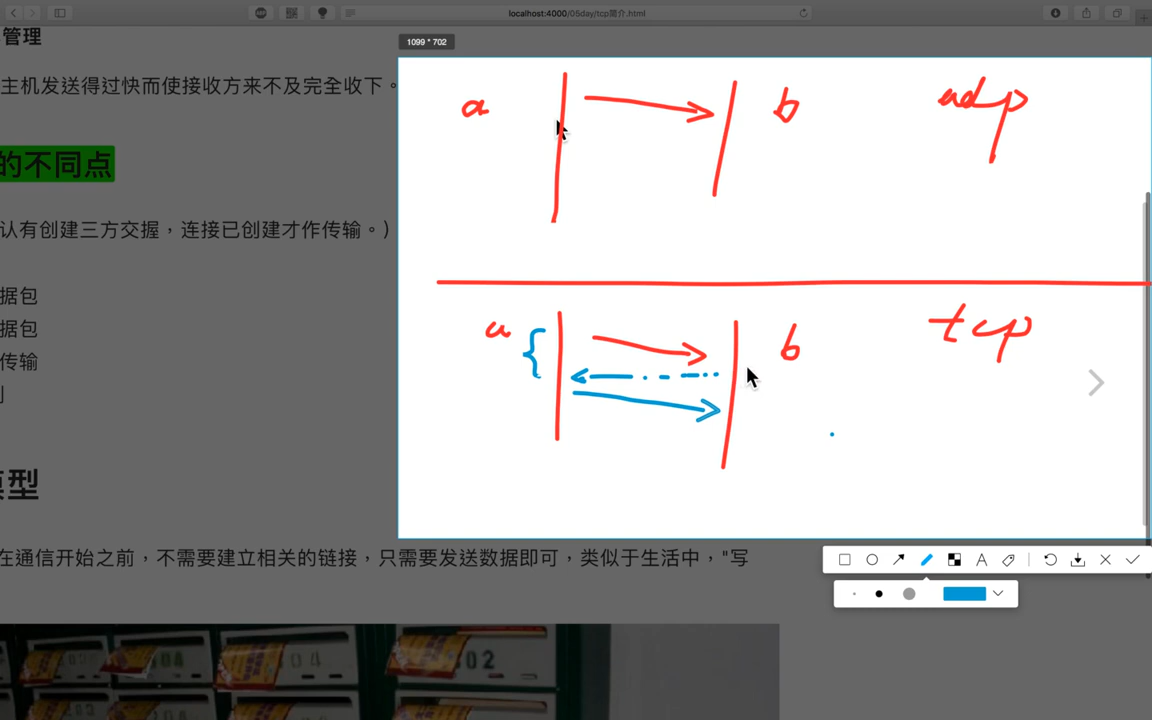 localhost:4000/05day/tcp简介.html
管理
1099 * 702
主机发送得过快而使接收方来不及完全收下。
a
b
udp
的不同点
认有创建三方交握，连接已创建才作传输。)
据包
a
b
tcp
据包
传输
模型
在通信开始之前，不需要建立相关的链接，只需要发送数据即可，类似于生活中，"写
A
04
04
02